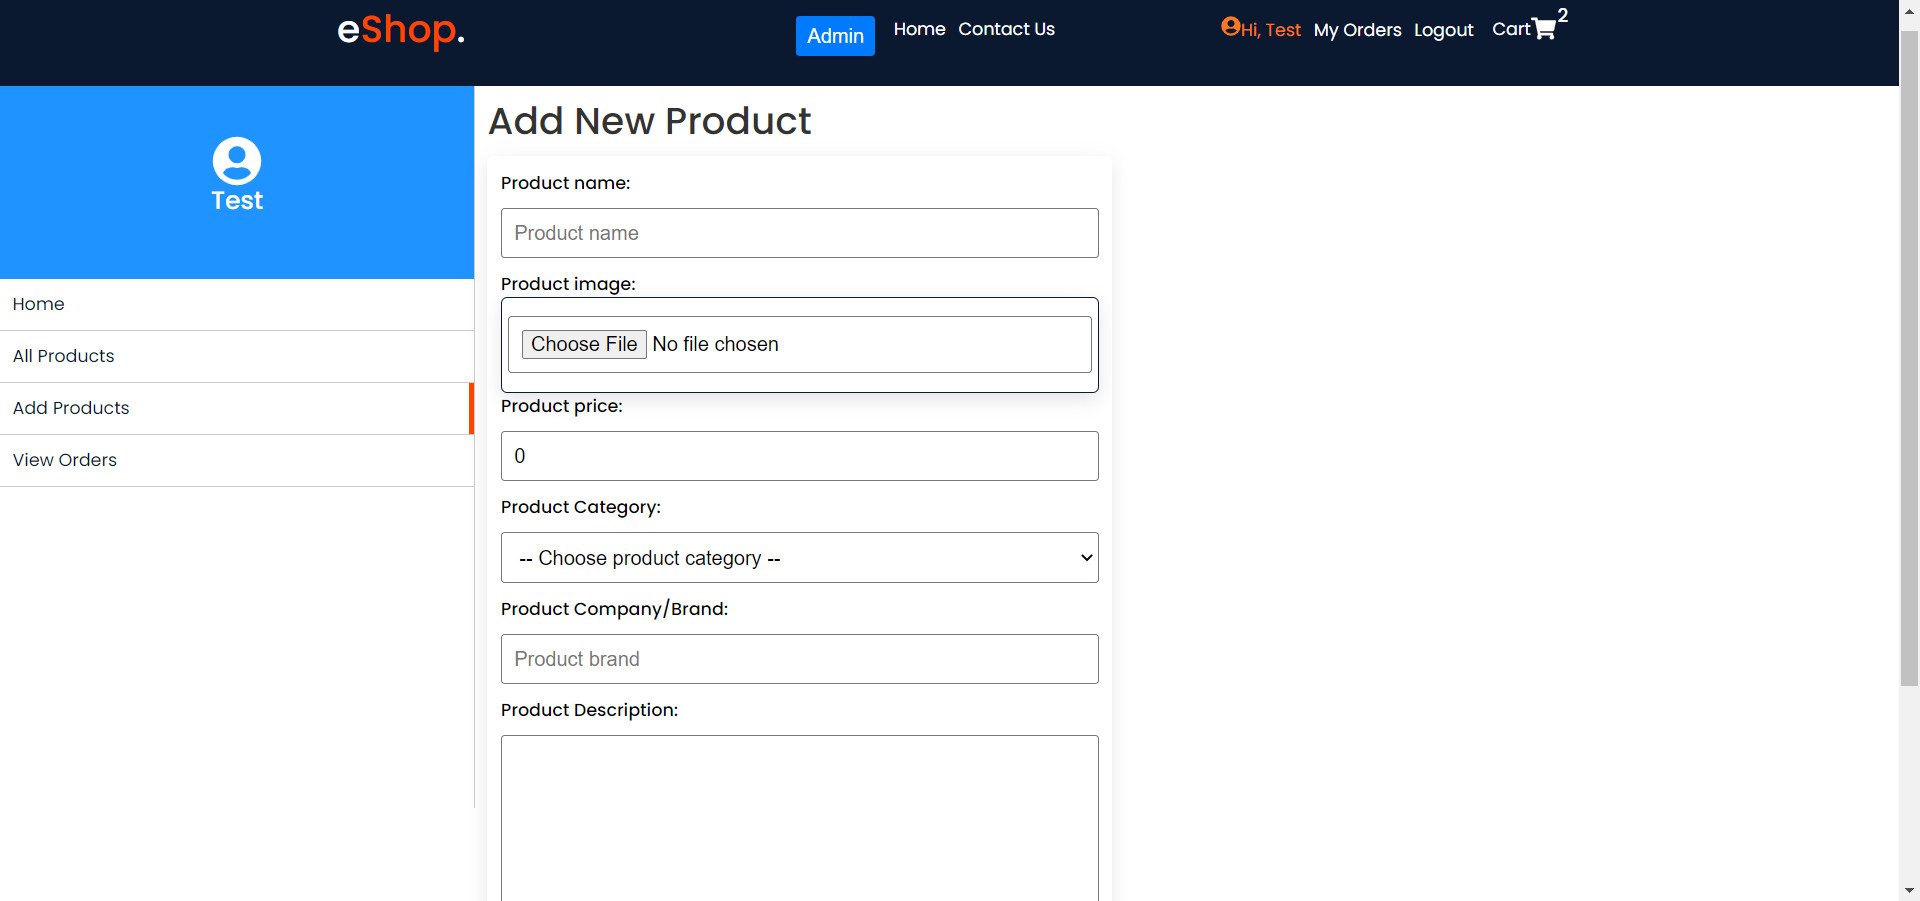 eShop.
Admin
Home
Contact Us
Hi, Test
My Orders
Logout
Cart
2
Test
Home
All Products
Add Products
View Orders
Add New Product
Product name:
Product name
Product image:
Choose File No file chosen
Product price:
0
Product Category:
-- Choose product category --
Product Company/Brand:
Product brand
Product Description: